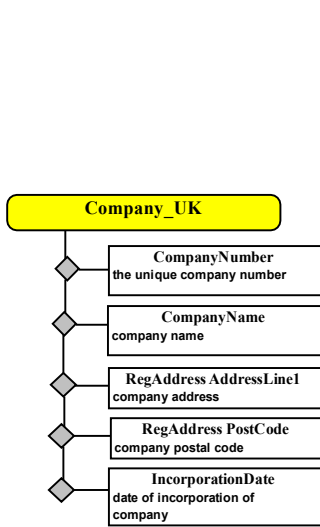 Company_UK
CompanyNumber
the unique company number
CompanyName
company name
RegAddress AddressLine1
company address
RegAddress PostCode
company postal code
IncorporationDate
date of incorporation of
company